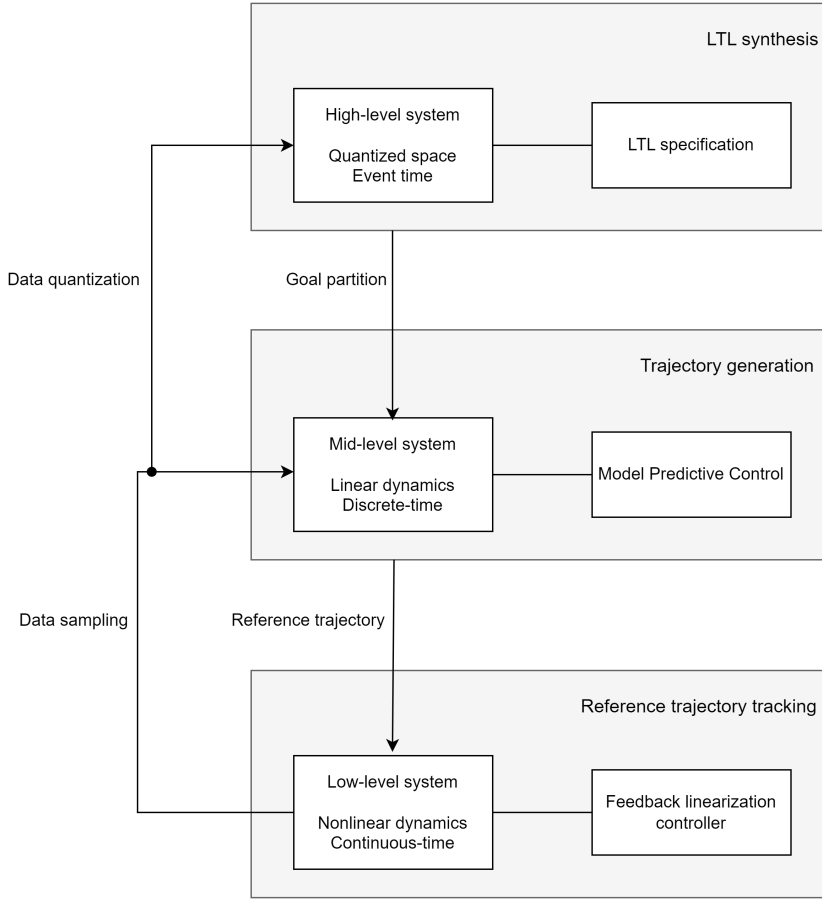 LTL synthesis
High-level system
Quantized space
Event time
LTL specification
Data quantization
Goal partition
Trajectory generation
Mid-level system
Linear dynamics
Discrete-time
Model Predictive Control
Data sampling
Reference trajectory
Reference trajectory tracking
Low-level system
Nonlinear dynamics
Continuous-time
Feedback linearization
controller